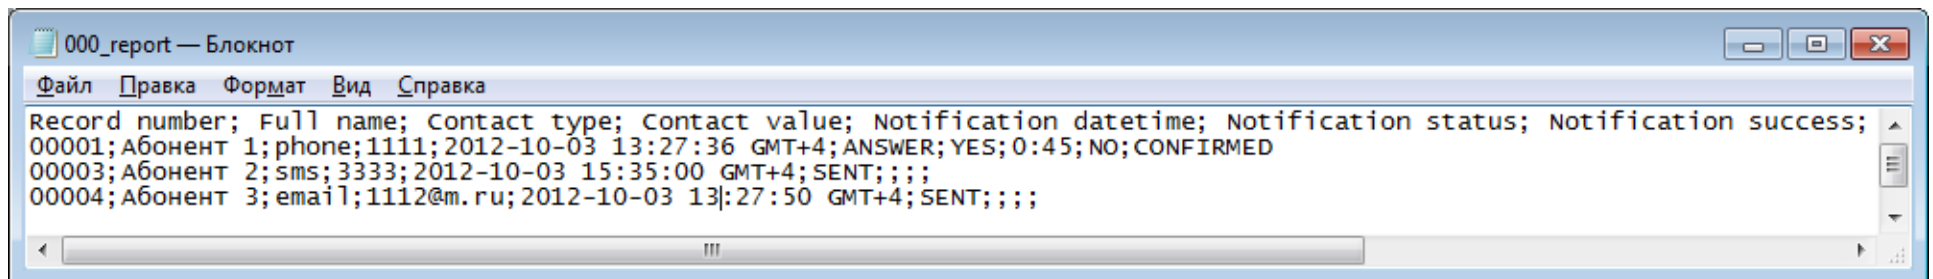 000_report — Блокнот
Файл Правка Формат Вид Справка
Record number; Full name; Contact type; Contact value; Notification datetime; Notification status; Notification success;
00001;Абонент 1;phone;1111;2012-10-03 13:27:36 GMT+4;ANSWER;YES;0:45;NO;CONFIRMED
00003;Абонент 2;sms;3333;2012-10-03 15:35:00 GMT+4;SENT;;;;
00004;Абонент 3;email;1112@m.ru;2012-10-03 13:27:50 GMT+4;SENT;;;;